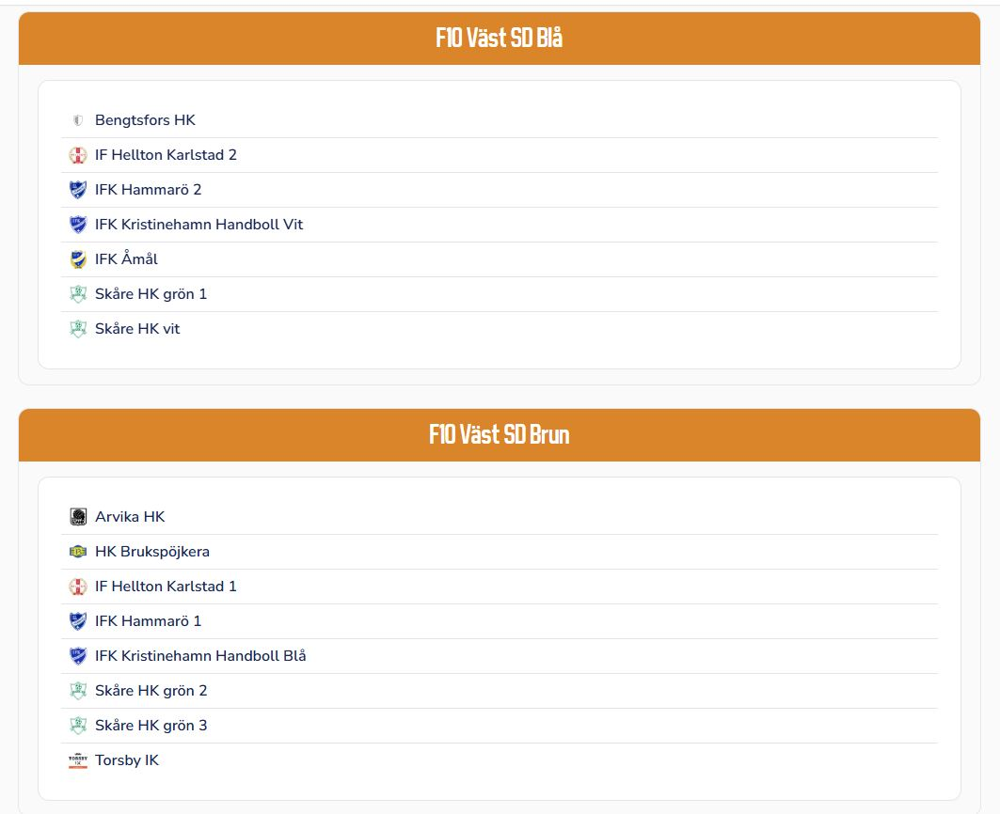 F10 Väst SD Blå
Bengtsfors HK
IF Hellton Karlstad 2
IFK Hammarö 2
IFK Kristinehamn Handboll Vit
IFK Åmål
Skåre HK grön 1
Skåre HK vit
F10 Väst SD Brun
Arvika HK
HK Brukspöjkera
IF Hellton Karlstad 1
IFK Hammarö 1
IFK Kristinehamn Handboll Blå
Skåre HK grön 2
Skåre HK grön 3
TORSBY
Torsby IK